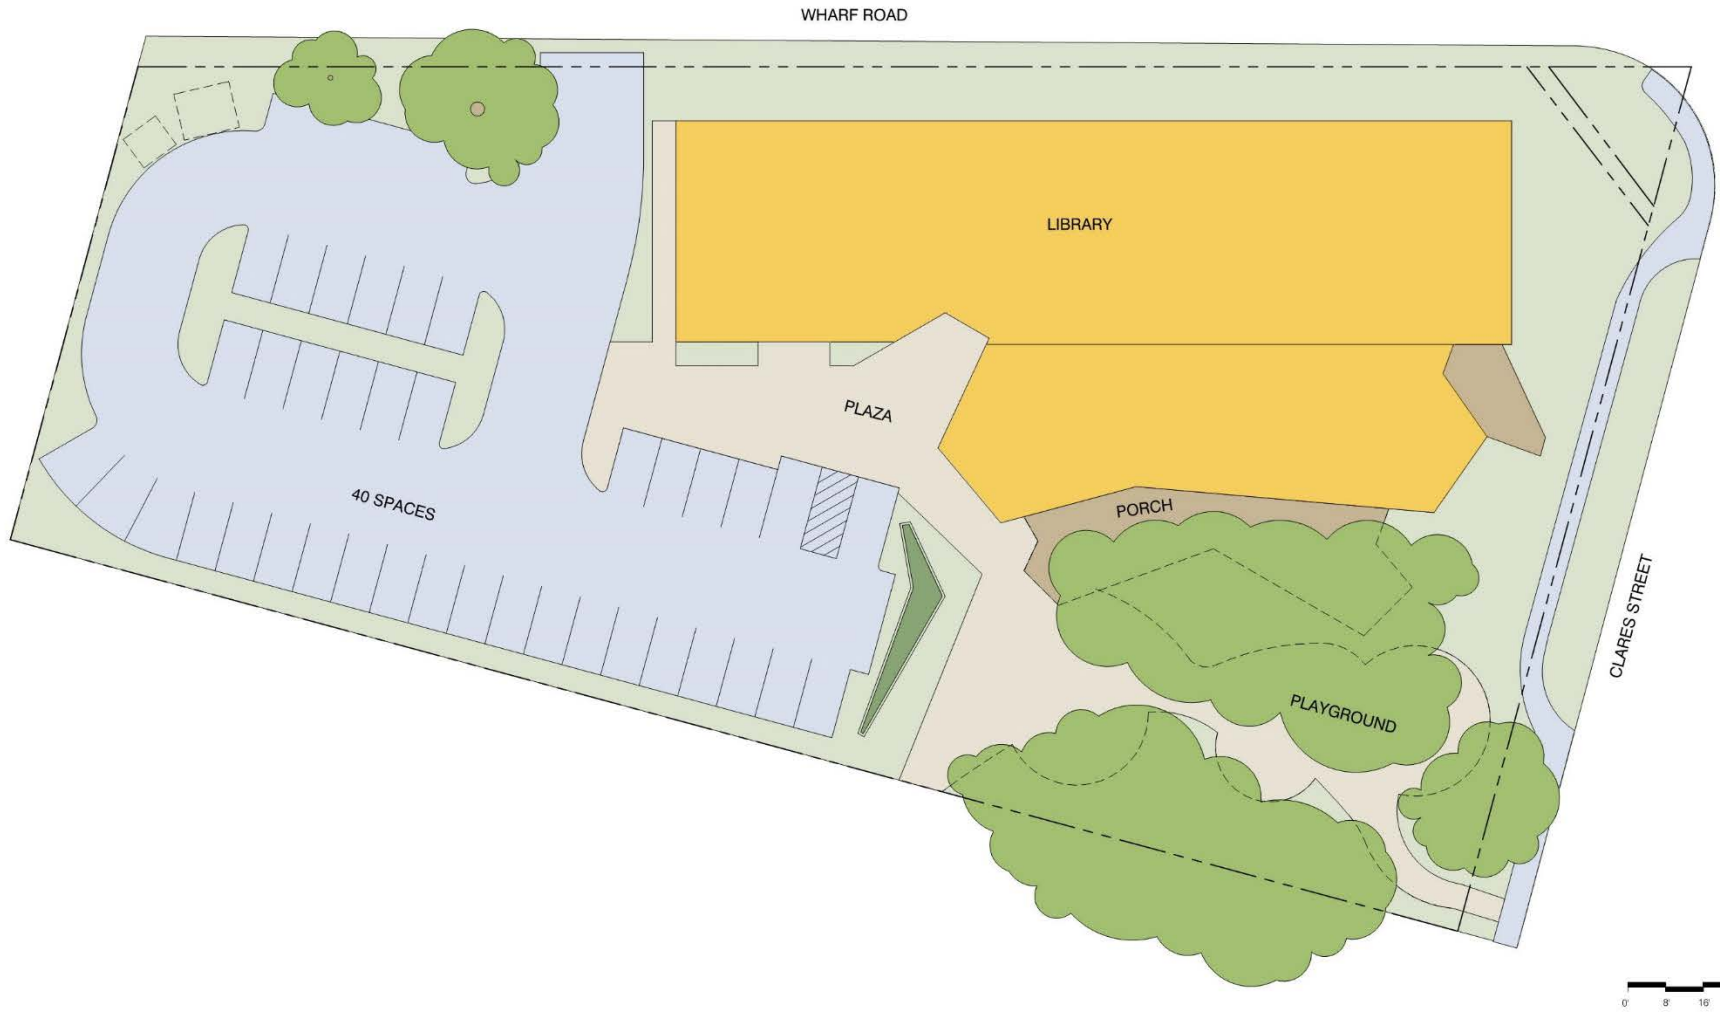 WHARF ROAD
LIBRARY
PLAZA
40 SPACES
PORCH
CLARES STREET
PLAYGROUND
0' 8' 16'